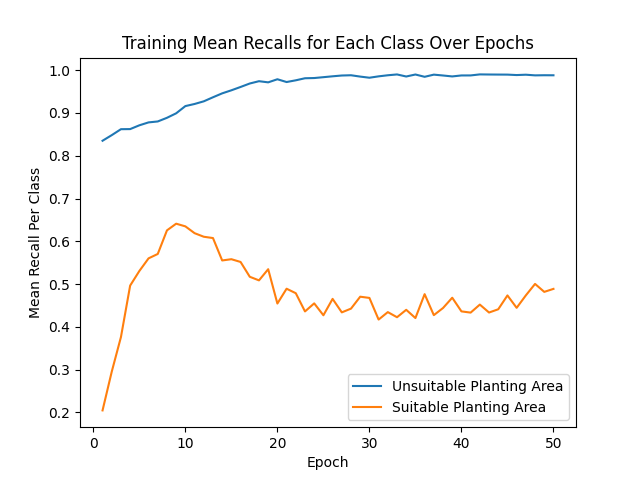 Training Mean Recalls for Each Class Over Epochs
Mean Recall Per Class
1.0
0.9
0.8
0.7
0.6
0.5
0.4
0.3
0.2
Unsuitable Planting Area
Suitable Planting Area
0 10 20 30 40 50
Epoch